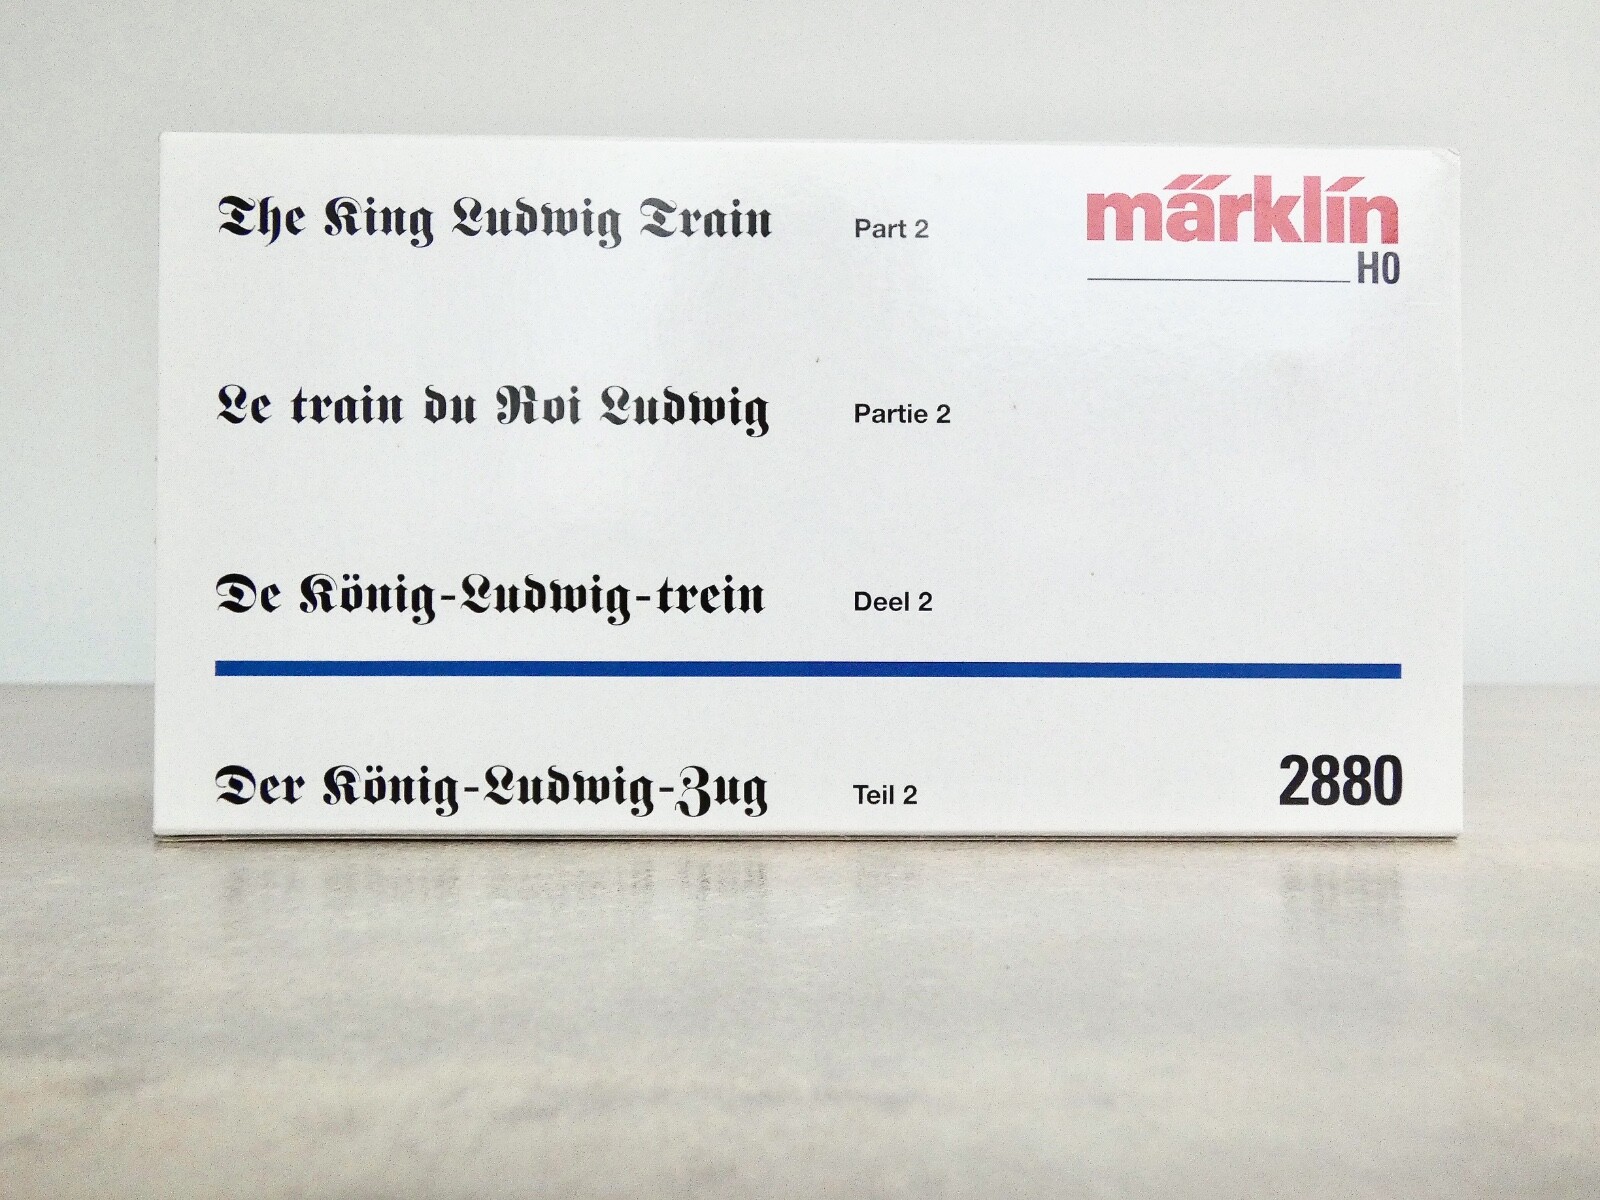 The King Ludwig Train Part 2
märklin
H0
Le train du Roi Ludwig Partie 2
De König-Ludwig-trein Deel 2
Der König-Ludwig-Zug Teil 2
2880